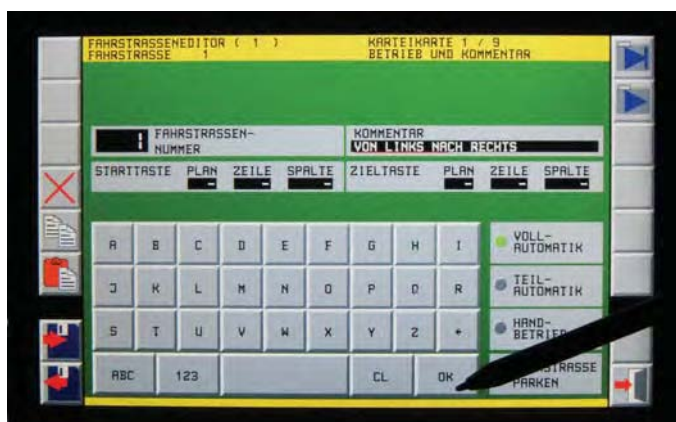 FAHRSTRASSENEDITOR ( 1 ) KARTEIKARTE 1 / 9
FAHRSTRASSE 1 BETRIEB UND KOMMENTAR
1 FAHRSTRASSEN-
NUMMER
KOMMENTAR
VON LINKS NACH RECHTS
STARTTASTE PLAN ZEILE SPALTE ZIELTASTE PLAN ZEILE SPALTE
- - - - - -
A B C D E F G H I
VOLL-
AUTOMATIK
J K L M N O P Q R
TEIL-
AUTOMATIK
S T U V W X Y Z +
HAND-
ABC 123 CL OK
PARKEN